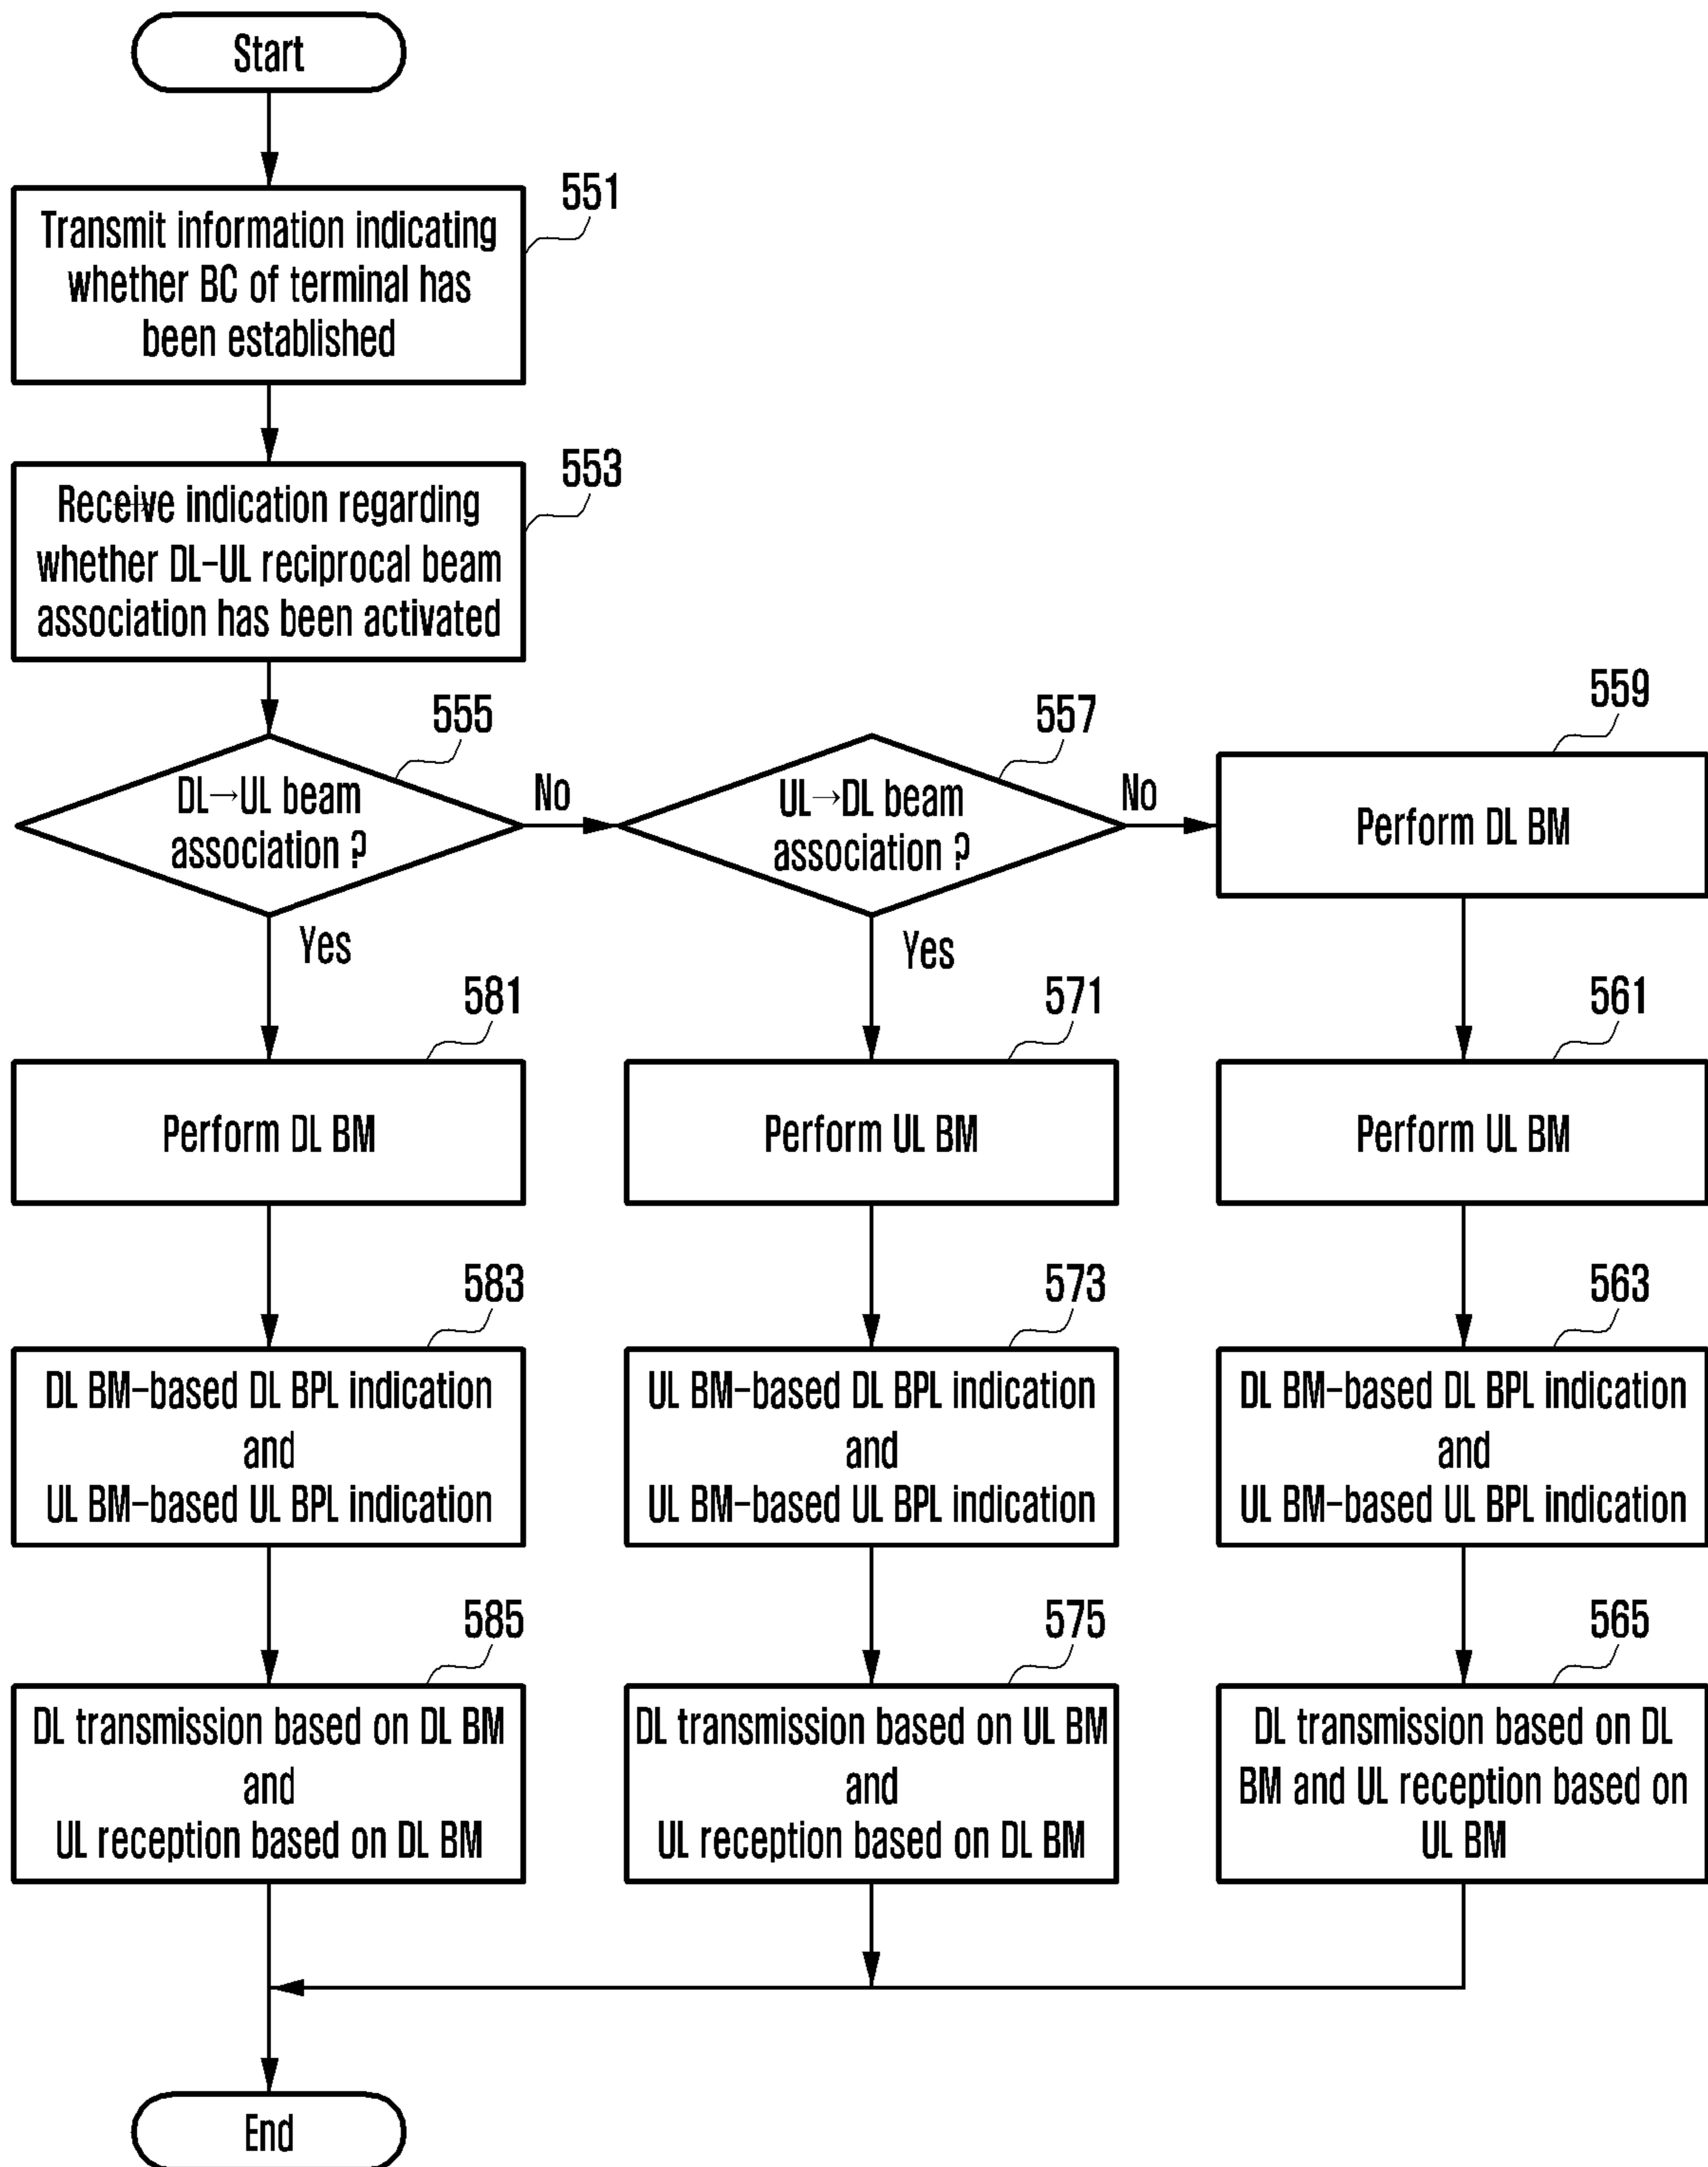 Start
551
Transmit information indicating
whether BC of terminal has
been established
553
Receive indication regarding
whether DL-UL reciprocal beam
association has been activated
555
DL→UL beam
association ?
No
Yes
557
UL→DL beam
association ?
No
Yes
559
Perform DL BM
581
Perform DL BM
571
Perform UL BM
561
Perform UL BM
583
DL BM-based DL BPL indication
and
UL BM-based UL BPL indication
573
UL BM-based DL BPL indication
and
UL BM-based UL BPL indication
563
DL BM-based DL BPL indication
and
UL BM-based UL BPL indication
585
DL transmission based on DL BM
and
UL reception based on DL BM
575
DL transmission based on UL BM
and
UL reception based on DL BM
565
DL transmission based on DL
BM and UL reception based on
UL BM
End